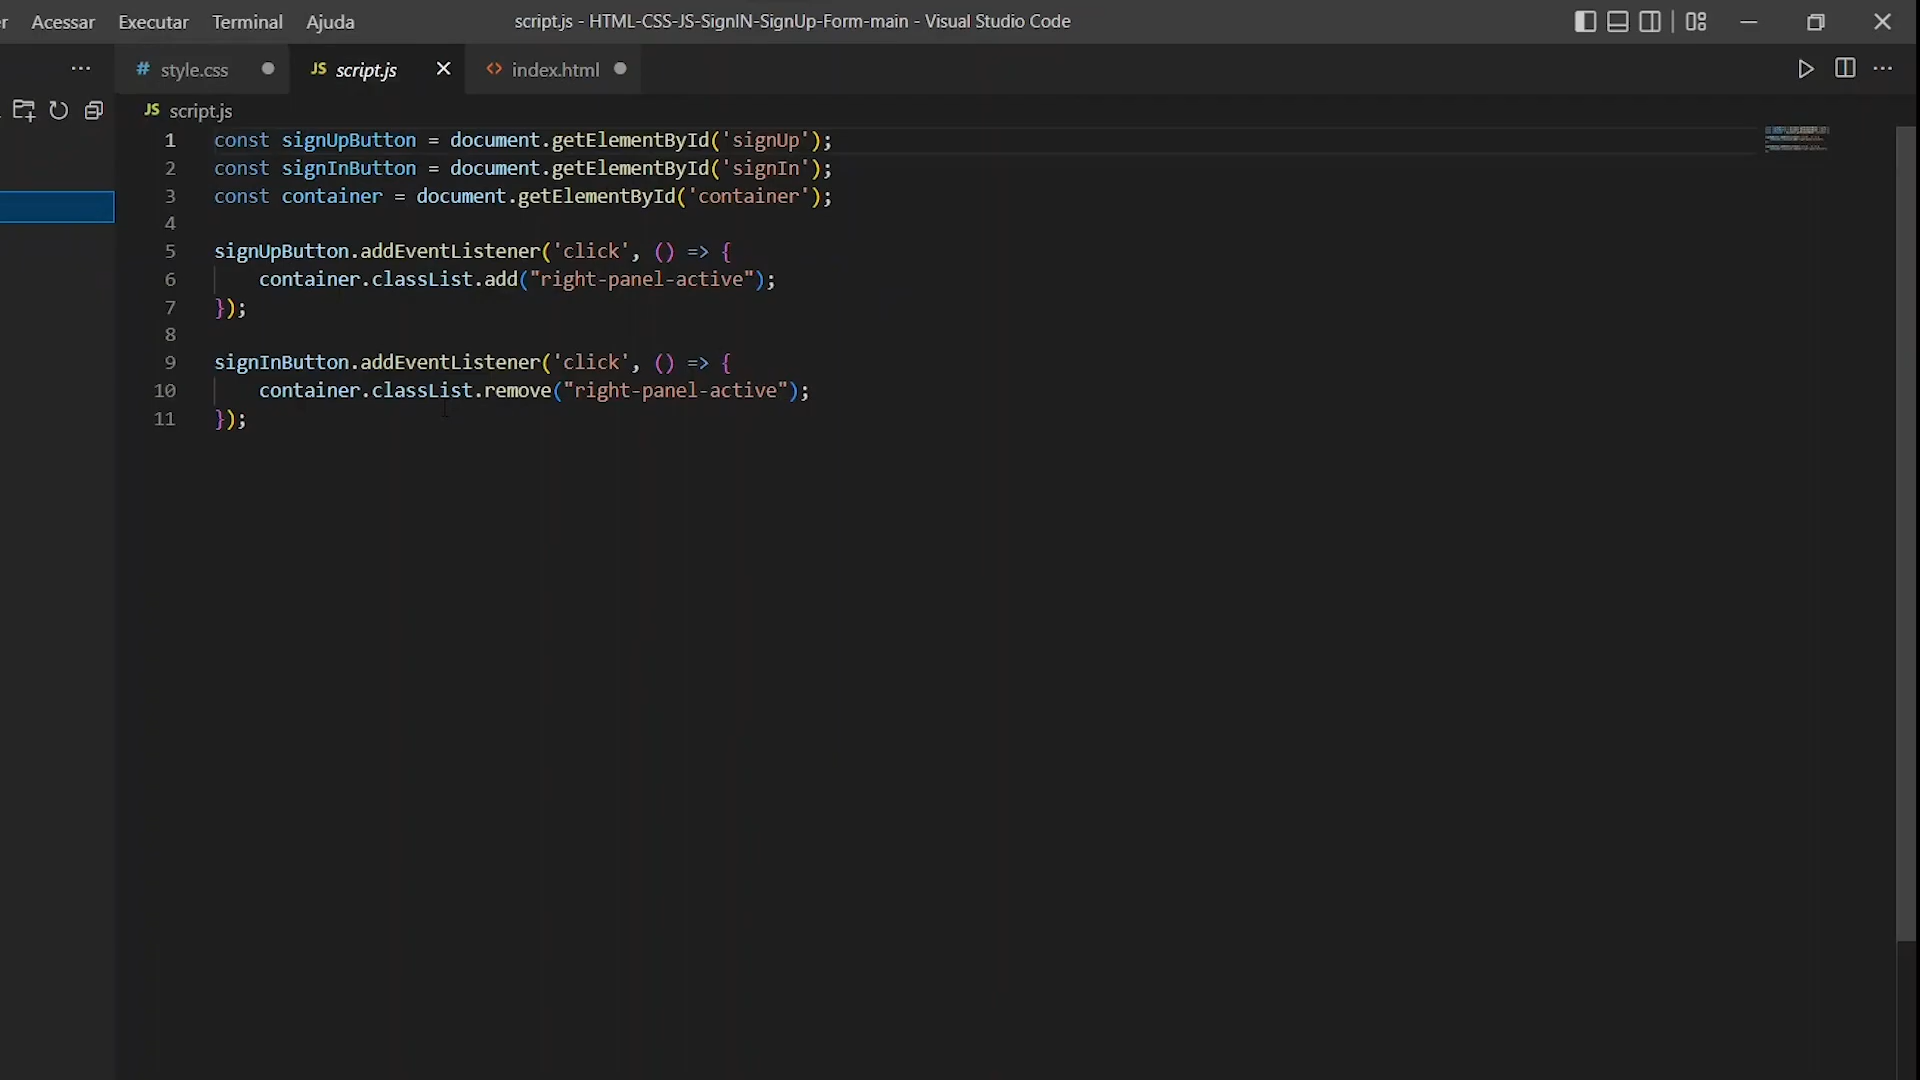 r Acessar Executar Terminal Ajuda script.js - HTML-CSS-JS-SignIN-SignUp-Form-main - Visual Studio Code
# style.css JS script.js index.html
JS script.js
1 const signUpButton = document.getElementById('signUp');
2 const signInButton = document.getElementById('signIn');
3 const container = document.getElementById('container');
4
5 signUpButton.addEventListener('click', () => {
6 container.classList.add("right-panel-active");
7 });
8
9 signInButton.addEventListener('click', () => {
10 container.classList.remove("right-panel-active");
11 });